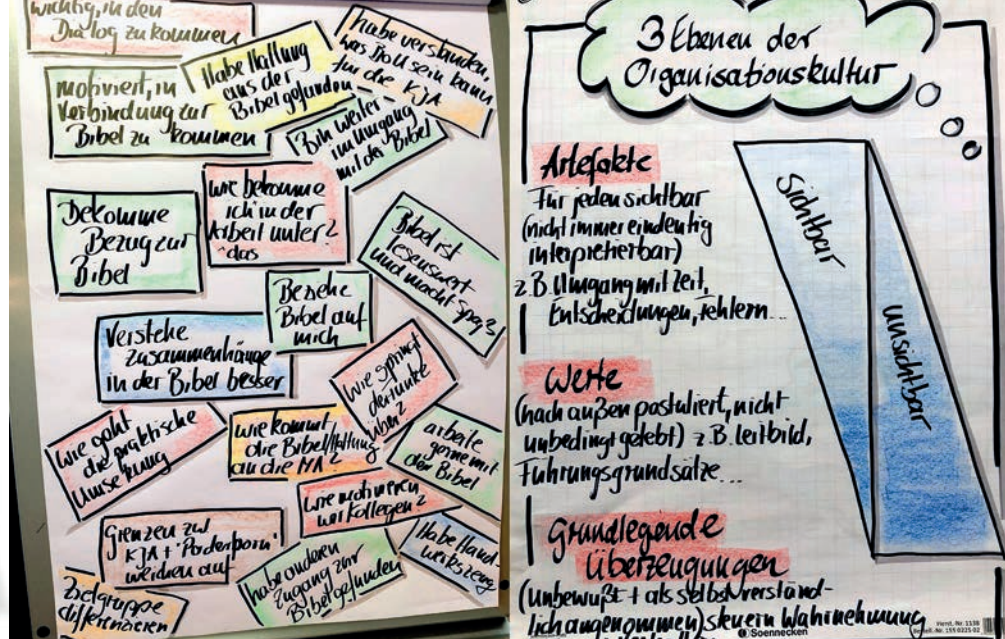 wichtig, in den
Dialog zu kommen
motiviert, in
Verbindung zur
Bibel zu kommen
Habe Haltung
aus der
Bibel gefunden
habe verstanden,
was Boll sein kann
für die KJA
Bin weiter
im Umgang
mit der Bibel
Bekomme
Bezug zur
Bibel
wie bekomme
ich in der
Arbeit unter?
das
Bibel ist
lesenswert
und macht Spaß!
Beziehe
Bibel auf
mich
Verstehe
Zusammenhänge
in der Bibel besser
wie springt
der Funke
über?
wie geht
die praktische
Umsetzung
wie kommt
die Bibel/Haltung
an die MA?
arbeite
gerne mit
der Bibel
wie motivieren
wir Kollegen?
Grenzen zw
KJA + "Porderborn"
weichen auf
habe anderen
Zugang zur
Bibel gefunden
Habe Hand-
werkszeug
Zielgruppe
differenzieren
3 Ebenen der
Organisationskultur
Artefakte
Für jeden sichtbar
(nicht immer eindeutig
interpretierbar)
z.B. Umgang mit Zeit,
Entscheidungen, Fehlern...
Werte
(nach außen postuliert, nicht
unbedingt gelebt) z.B. Leitbild,
Führungsgrundsätze...
Grundlegende
Überzeugungen
(unbewußt + als selbstverständ-
lich angenommen) steuern Wahrnehmung
Sichtbar
unsichtbar
Soennecken